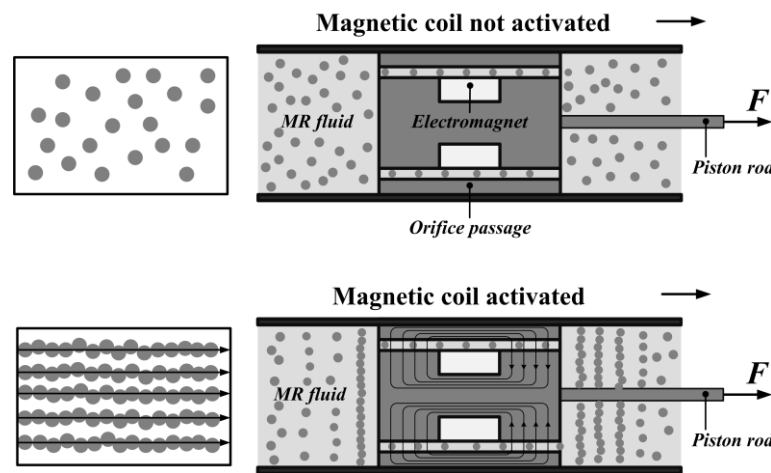 Magnetic coil not activated
MR fluid
Electromagnet
F
Piston rod
Orifice passage
Magnetic coil activated
MR fluid
F
Piston rod